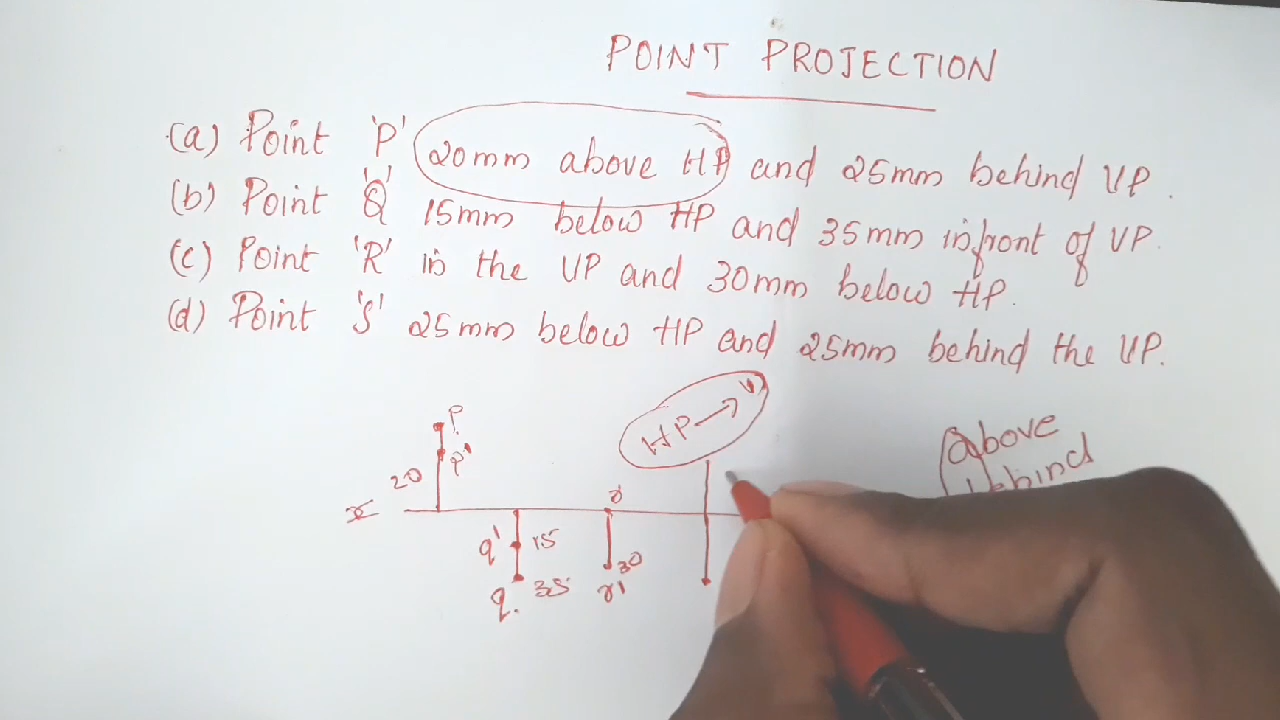 POINT PROJECTION
(a) Point 'P' 20mm above HP and 25mm behind VP.
(b) Point 'Q' 15mm below HP and 35mm infront of VP.
(c) Point 'R' in the VP and 30mm below HP.
(d) Point 'S' 25mm below HP and 25mm behind the VP.
P
p'
20
x
HP → V
Above
behind
q' 15
q. 35
r
30
r'